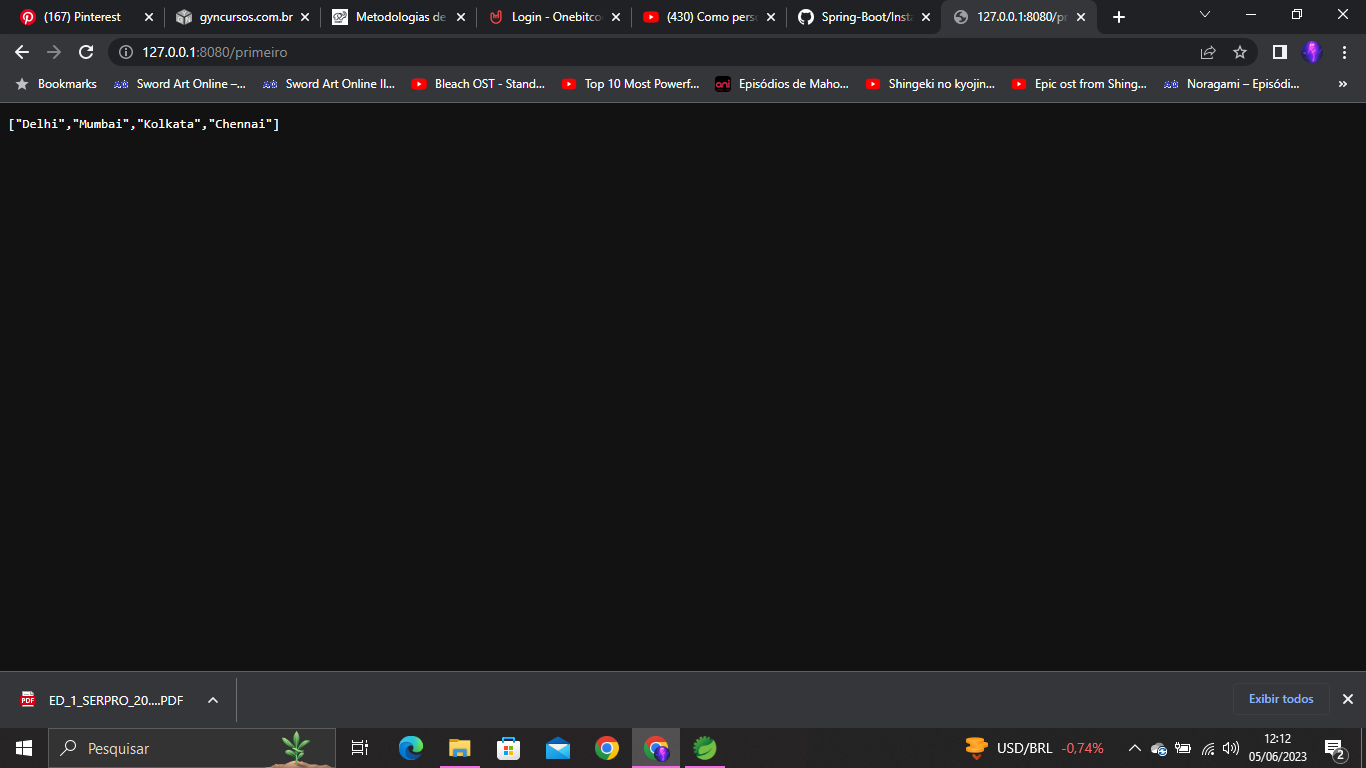 (167) Pinterest
gyncursos.com.br
Metodologias de
Login - Onebitco
(430) Como pers
Spring-Boot/Inst
127.0.0.1:8080/pr
127.0.0.1:8080/primeiro
Bookmarks
Sword Art Online –...
Sword Art Online II...
Bleach OST - Stand...
Top 10 Most Powerf...
Episódios de Maho...
Shingeki no kyojin...
Epic ost from Shing...
Noragami – Episódi...
»
["Delhi","Mumbai","Kolkata","Chennai"]
PDF
ED_1_SERPRO_20....PDF
Exibir todos
Pesquisar
USD/BRL -0,74%
12:12
05/06/2023
2